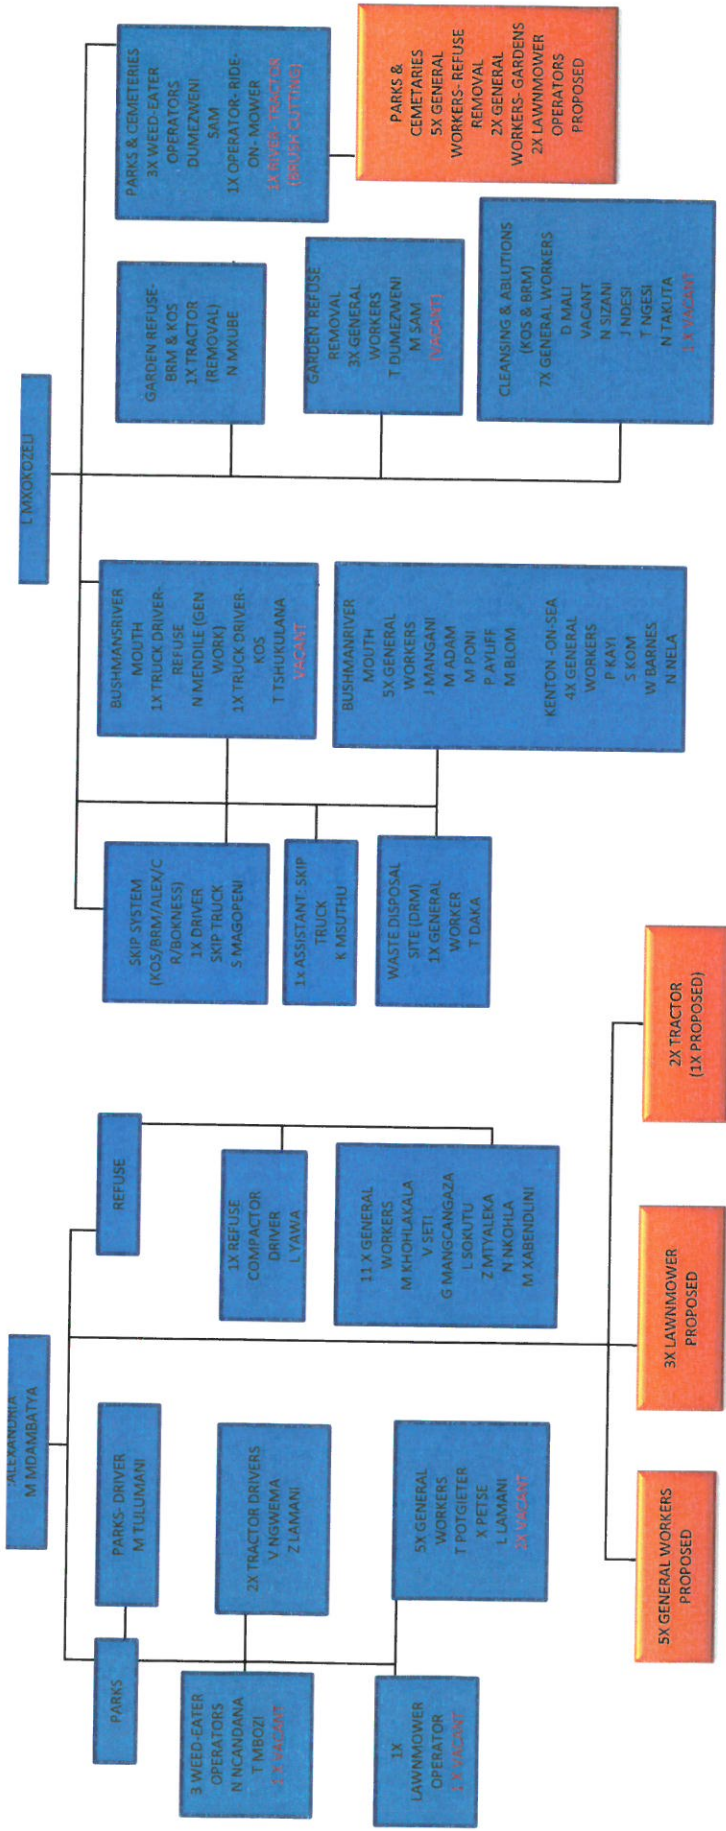 ALEXANDRIA
M MDAMBATYA
PARKS
PARKS- DRIVER
M TULUMANI
3 WEED-EATER
OPERATORS
N NCANDANA
T MBOZI
1 X VACANT
2X TRACTOR DRIVERS
V NGWEMA
Z LAMANI
1X
LAWNMOWER
OPERATOR
1 X VACANT
5X GENERAL
WORKERS
T POTGIETER
X PETSE
L LAMANI
2X VACANT
REFUSE
1X REFUSE
COMPACTOR
DRIVER
L YAWA
11 X GENERAL
WORKERS
M KHOHLAKALA
V SETI
G MANGCANGAZA
L SOKUTU
Z MTYALEKA
N NKOHLA
M XABENDLINI
5X GENERAL WORKERS
PROPOSED
3X LAWNMOWER
PROPOSED
2X TRACTOR
(1X PROPOSED)
L MXOKOZELI
SKIP SYSTEM
(KOS/BRM/ALEX/C
R/BOKNESS)
1X DRIVER
SKIP TRUCK
S MAGOPENI
1x ASSISTANT: SKIP
TRUCK
K MSUTHU
WASTE DISPOSAL
SITE (DRM)
1X GENERAL
WORKER
T DAKA
BUSHMANSRIVER
MOUTH
1X TRUCK DRIVER-
REFUSE
N MENDILE (GEN
WORK)
1X TRUCK DRIVER-
KOS
T TSHUKULANA
VACANT
BUSHMANRIVER
MOUTH
5X GENERAL
WORKERS
J MANGANI
M ADAM
M PONI
P AYLIFF
M BLOM
KENTON -ON-SEA
4X GENERAL
WORKERS
P KAYI
S KOM
W BARNES
N NELA
GARDEN REFUSE-
BRM & KOS
1X TRACTOR
(REMOVAL)
N MXUBE
GARDEN REFUSE
REMOVAL
3X GENERAL
WORKERS
T DUMEZWENI
M SAM
(VACANT)
CLEANSING & ABLUTIONS
(KOS & BRM)
7X GENERAL WORKERS
D MALI
VACANT
N SIZANI
J NDESI
T NGESI
N TAKUTA
1 X VACANT
PARKS & CEMETERIES
3X WEED-EATER
OPERATORS
DUMEZWENI
SAM
1X OPERATOR- RIDE-
ON- MOWER
1X RIVER- TRACTOR
(BRUSH CUTTING)
PARKS &
CEMETARIES
5X GENERAL
WORKERS- REFUSE
REMOVAL
2X GENERAL
WORKERS- GARDENS
2X LAWNMOWER
OPERATORS
PROPOSED